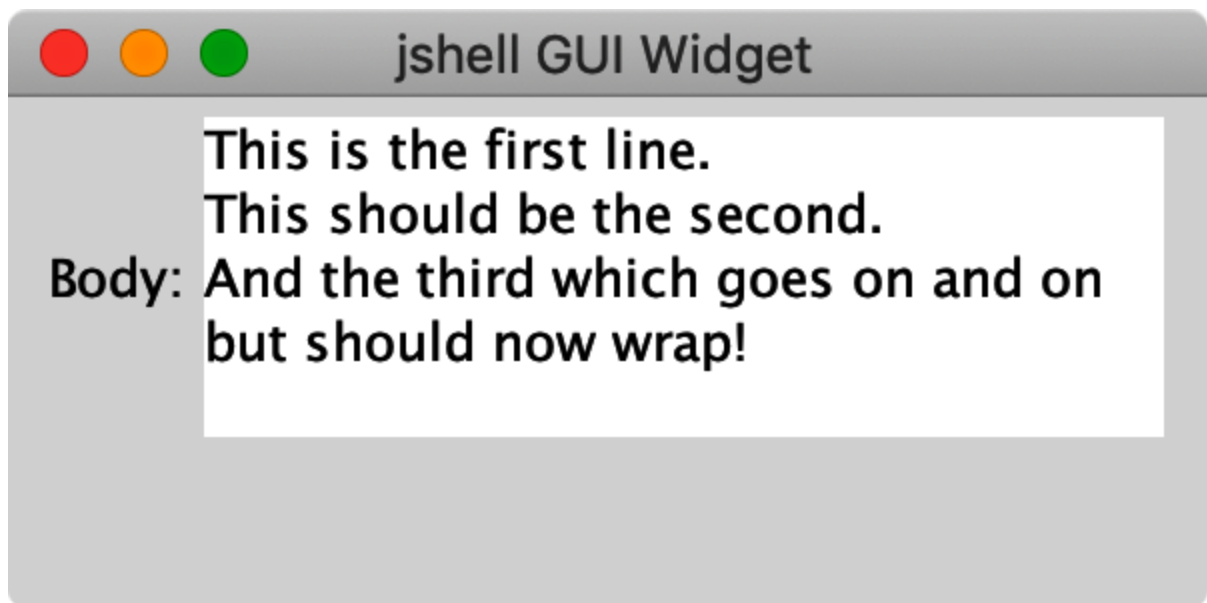 jshell GUI Widget
This is the first line.
This should be the second.
Body: And the third which goes on and on
but should now wrap!